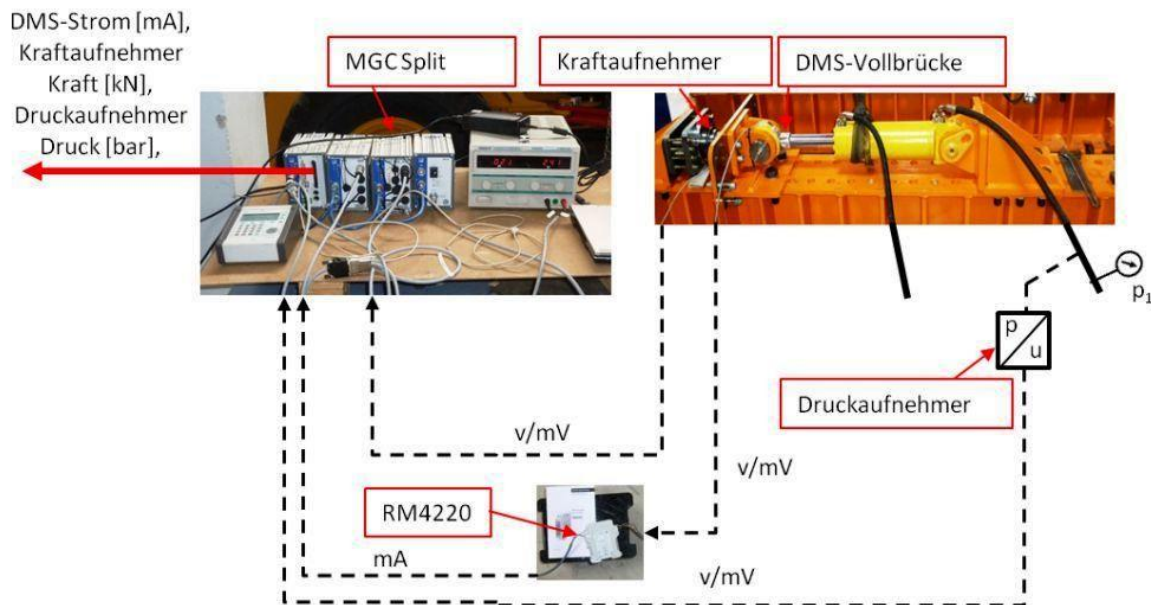 DMS-Strom [mA],
Kraftaufnehmer
Kraft [kN],
Druckaufnehmer
Druck [bar],
MGC Split
Kraftaufnehmer
DMS-Vollbrücke
p₁
p
u
Druckaufnehmer
v/mV
v/mV
RM4220
mA
v/mV